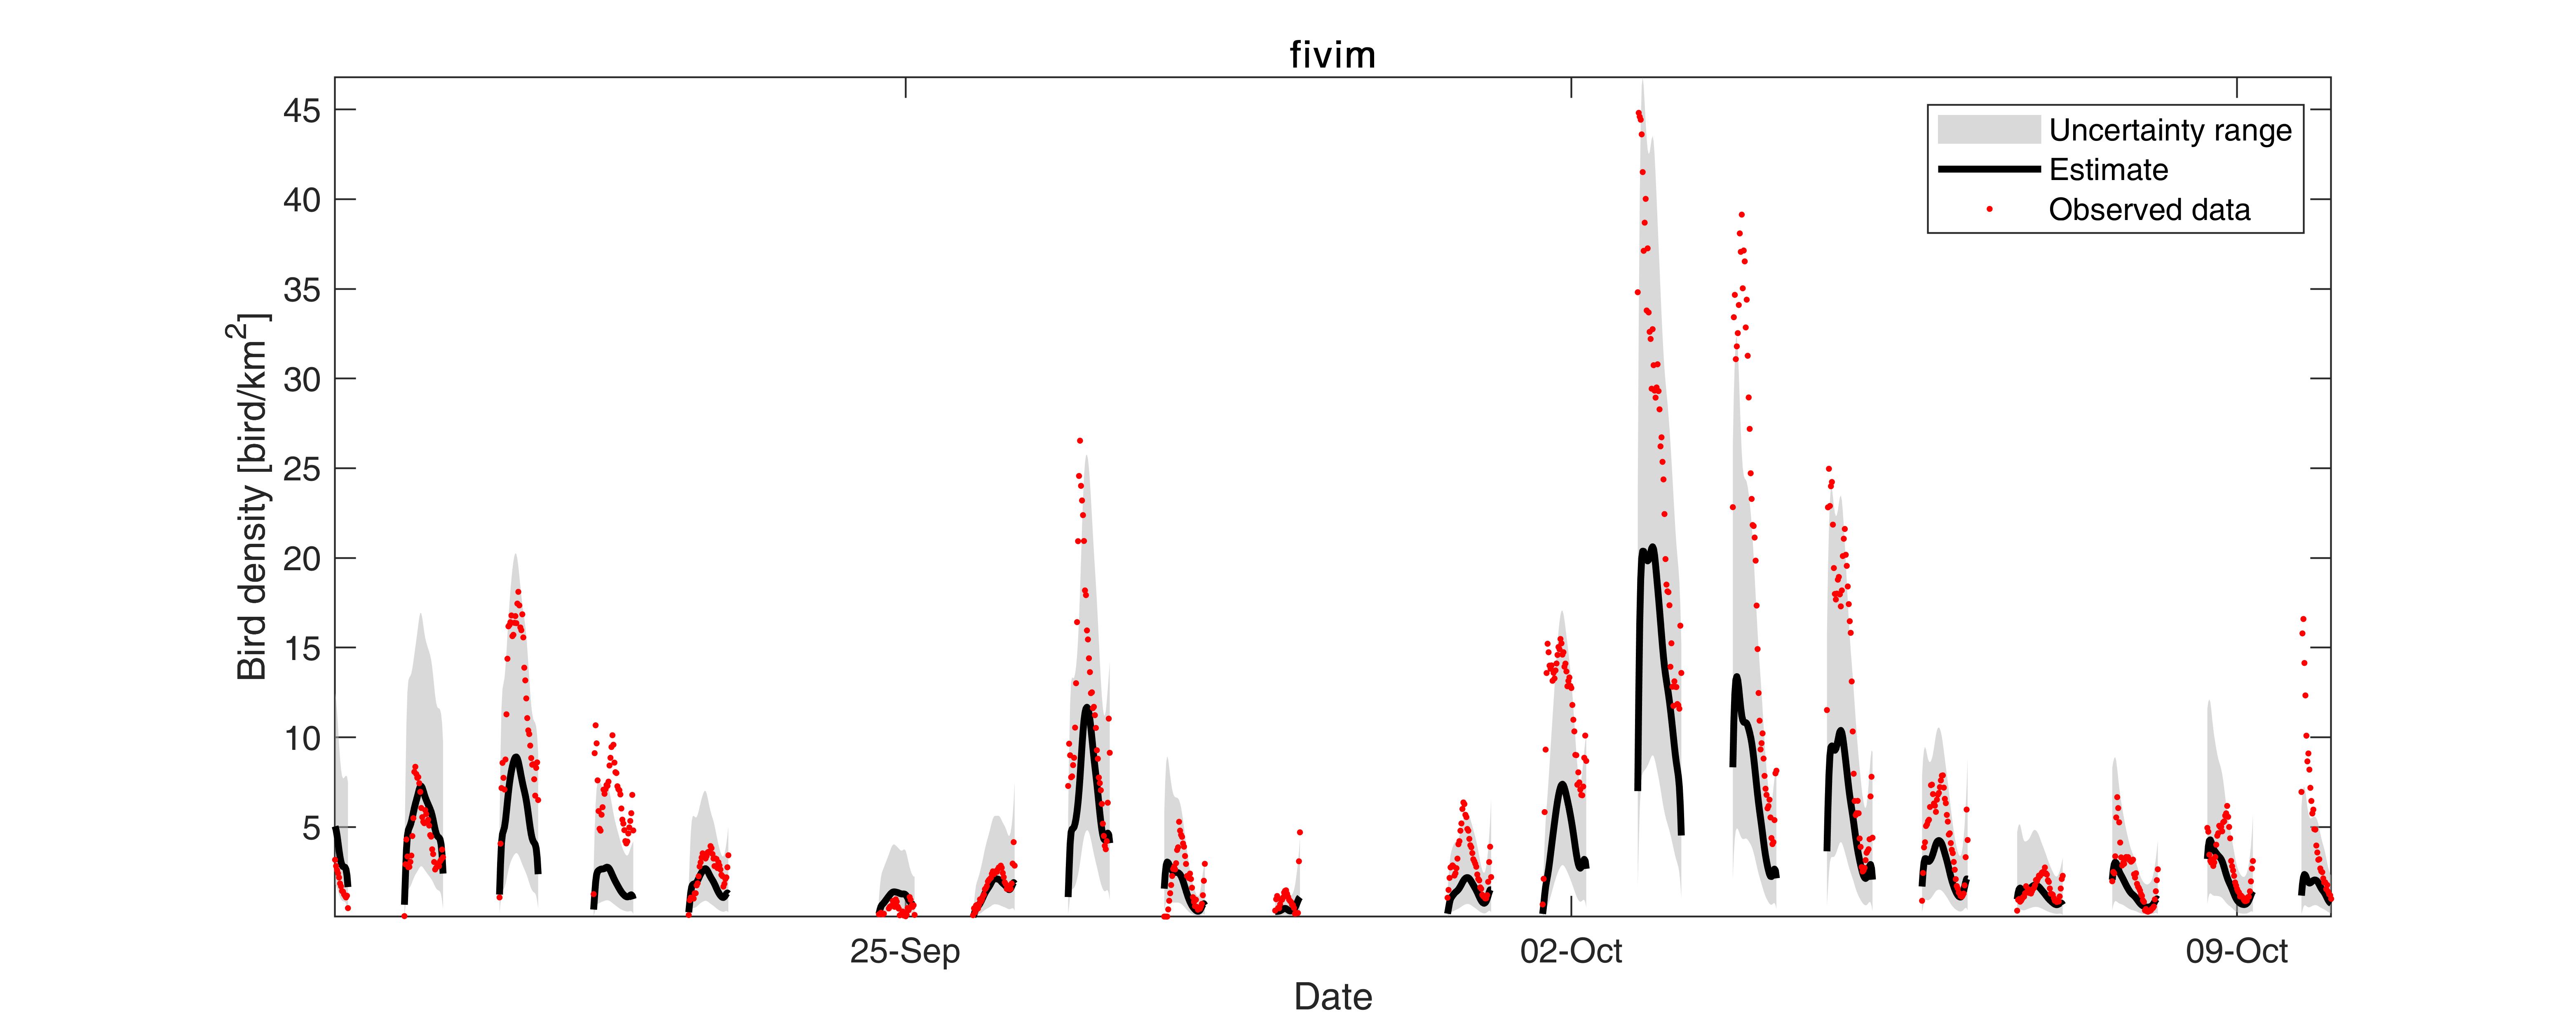 fivim
45
40
35
30
25
20
15
10
5
Bird density [bird/km²]
Uncertainty range
Estimate
Observed data
25-Sep
02-Oct
09-Oct
Date